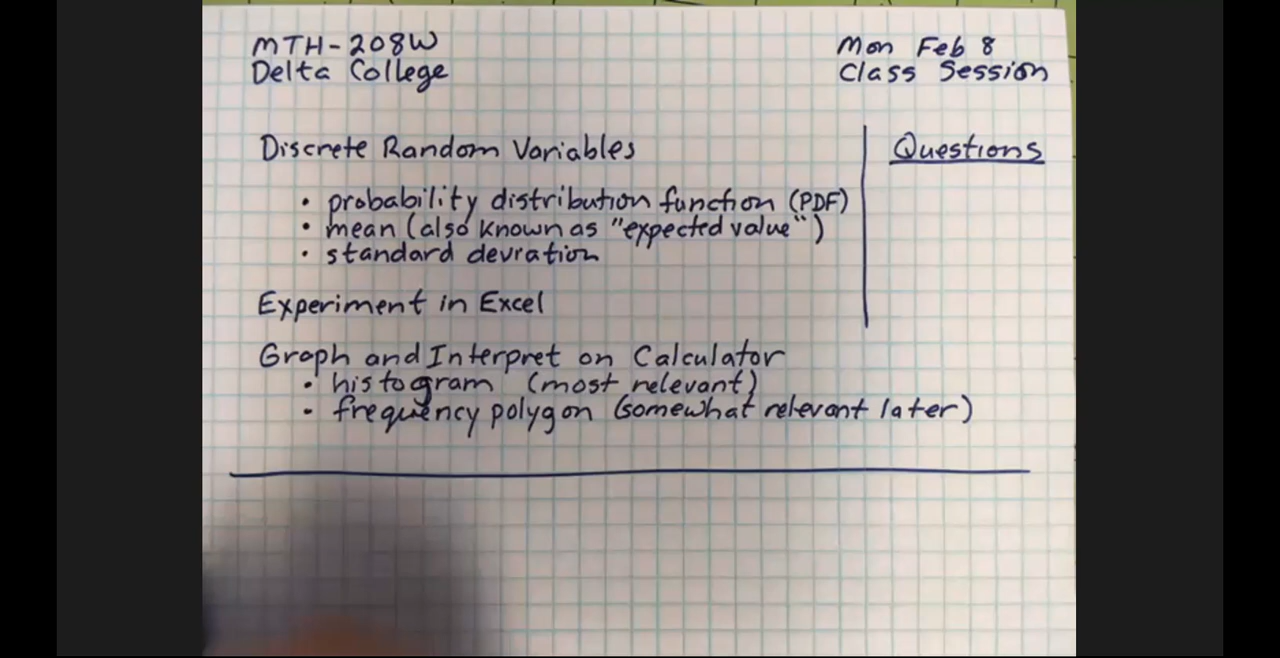 MTH-208W
Delta College
Mon Feb 8
Class Session
Discrete Random Variables
• probability distribution function (PDF)
• mean (also known as "expected value")
• standard deviation
Experiment in Excel
Graph and Interpret on Calculator
• histogram (most relevant)
• frequency polygon (somewhat relevant later)
Questions